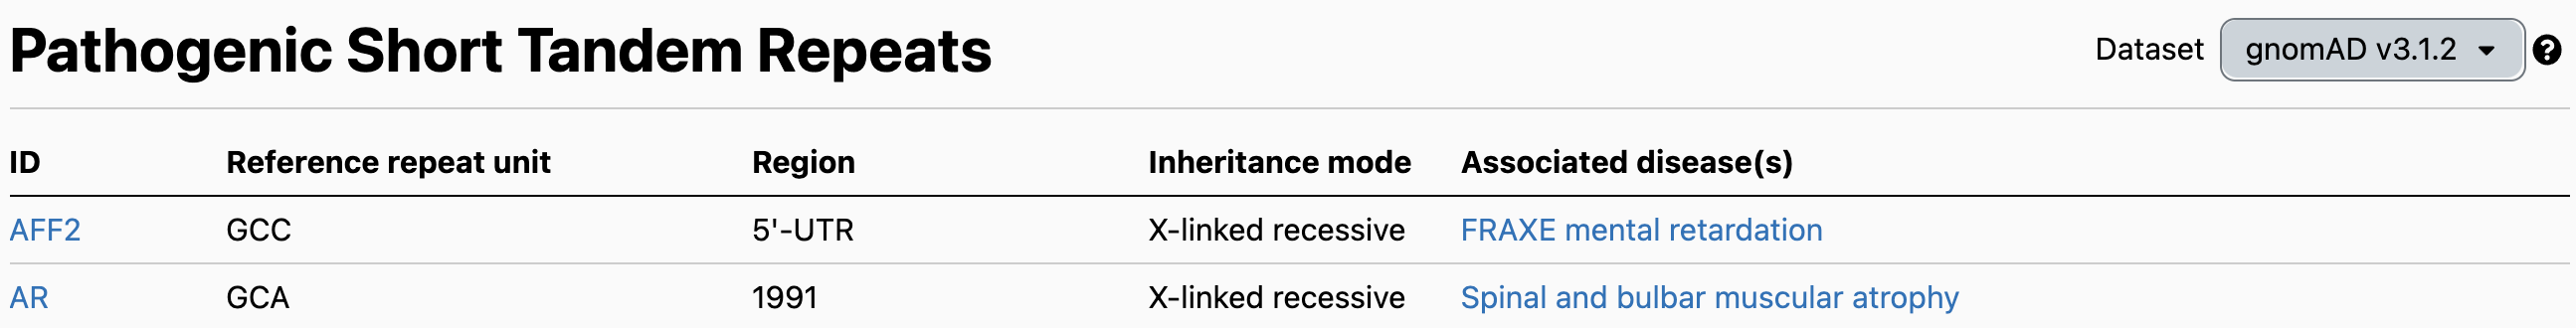 Pathogenic Short Tandem Repeats Dataset gnomAD v3.1.2 ?
ID Reference repeat unit Region Inheritance mode Associated disease(s)
AFF2 GCC 5'-UTR X-linked recessive FRAXE mental retardation
AR GCA 1991 X-linked recessive Spinal and bulbar muscular atrophy